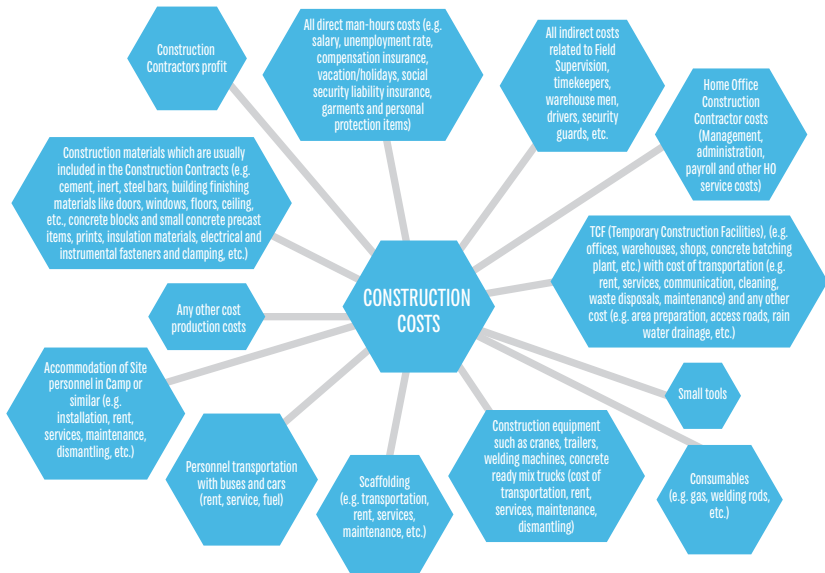 Construction
Contractors profit
All direct man-hours costs (e.g.
salary, unemployment rate,
compensation insurance,
vacation/holidays, social
security liability insurance,
garments and personal
protection items)
All indirect costs
related to Field
Supervision,
timekeepers,
warehouse men,
drivers, security
guards, etc.
Home Office
Construction
Contractor costs
(Management,
administration,
payroll and other HO
service costs)
Construction materials which are usually
included in the Construction Contracts (e.g.
cement, inert, steel bars, building finishing
materials like doors, windows, floors, ceiling,
etc., concrete blocks and small concrete precast
items, prints, insulation materials, electrical and
instrumental fasteners and clamping, etc.)
TCF (Temporary Construction Facilities), (e.g.
offices, warehouses, shops, concrete batching
plant, etc.) with cost of transportation (e.g.
rent, services, communication, cleaning,
waste disposals, maintenance) and any other
cost (e.g. area preparation, access roads, rain
water drainage, etc.)
CONSTRUCTION
COSTS
Any other cost
production costs
Accommodation of Site
personnel in Camp or
similar (e.g.
installation, rent,
services, maintenance,
dismantling, etc.)
Small tools
Personnel transportation
with buses and cars
(rent, service, fuel)
Scaffolding
(e.g. transportation,
rent, services,
maintenance, etc.)
Construction equipment
such as cranes, trailers,
welding machines, concrete
ready mix trucks (cost of
transportation, rent,
services, maintenance,
dismantling)
Consumables
(e.g. gas, welding rods,
etc.)